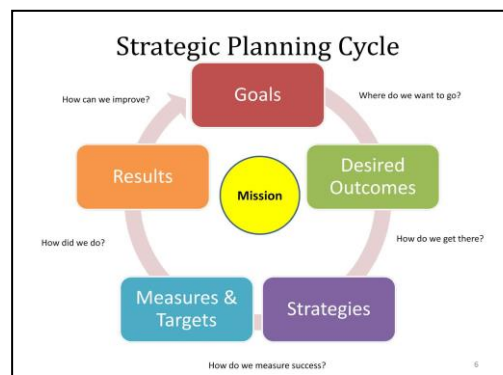 Strategic Planning Cycle
Goals
How can we improve?
Where do we want to go?
Results
Mission
Desired
Outcomes
How did we do?
How do we get there?
Measures &
Targets
Strategies
How do we measure success?
6